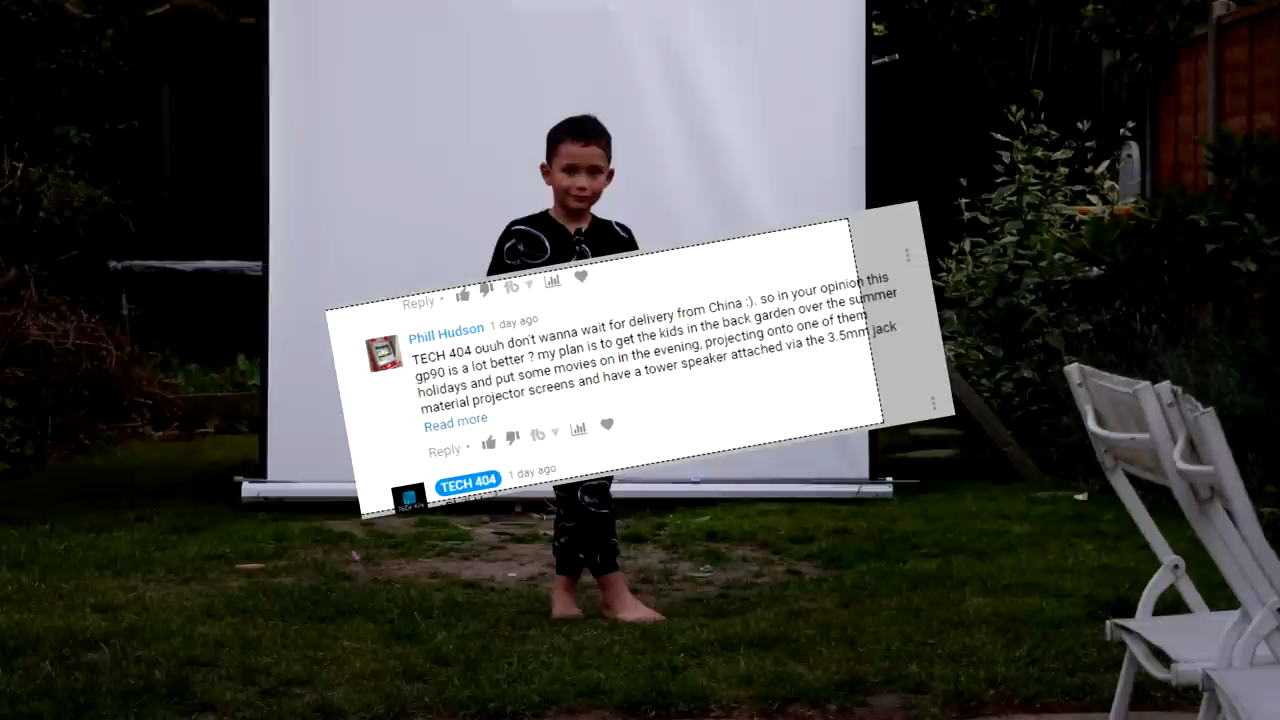 Reply •
Phill Hudson 1 day ago
TECH 404 ouuh don't wanna wait for delivery from China :). so in your opinion this
gp90 is a lot better ? my plan is to get the kids in the back garden over the summer
holidays and put some movies on in the evening, projecting onto one of them
material projector screens and have a tower speaker attached via the 3.5mm jack
Read more
Reply •
TECH 404 1 day ago